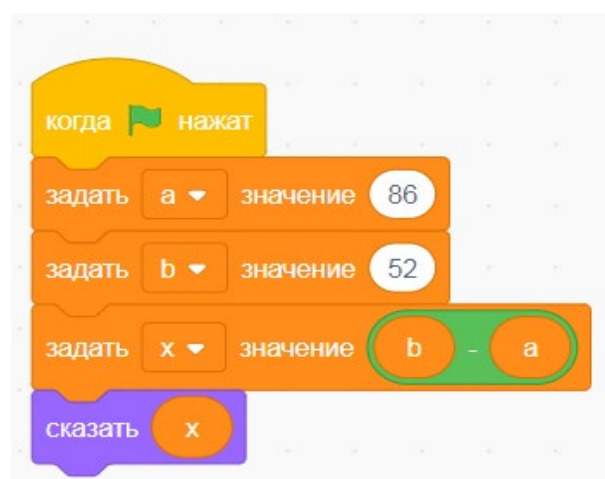 когда нажат
задать a значение 86
задать b значение 52
задать x значение b - a
сказать x